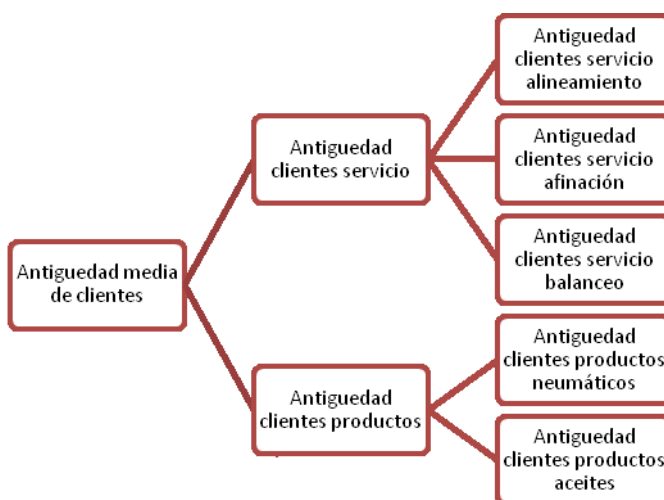 Antiguedad
clientes servicio
alineamiento
Antiguedad
clientes servicio
Antiguedad
clientes servicio
afinación
Antiguedad
clientes servicio
balanceo
Antiguedad media
de clientes
Antiguedad
clientes productos
neumáticos
Antiguedad
clientes productos
Antiguedad
clientes productos
aceites